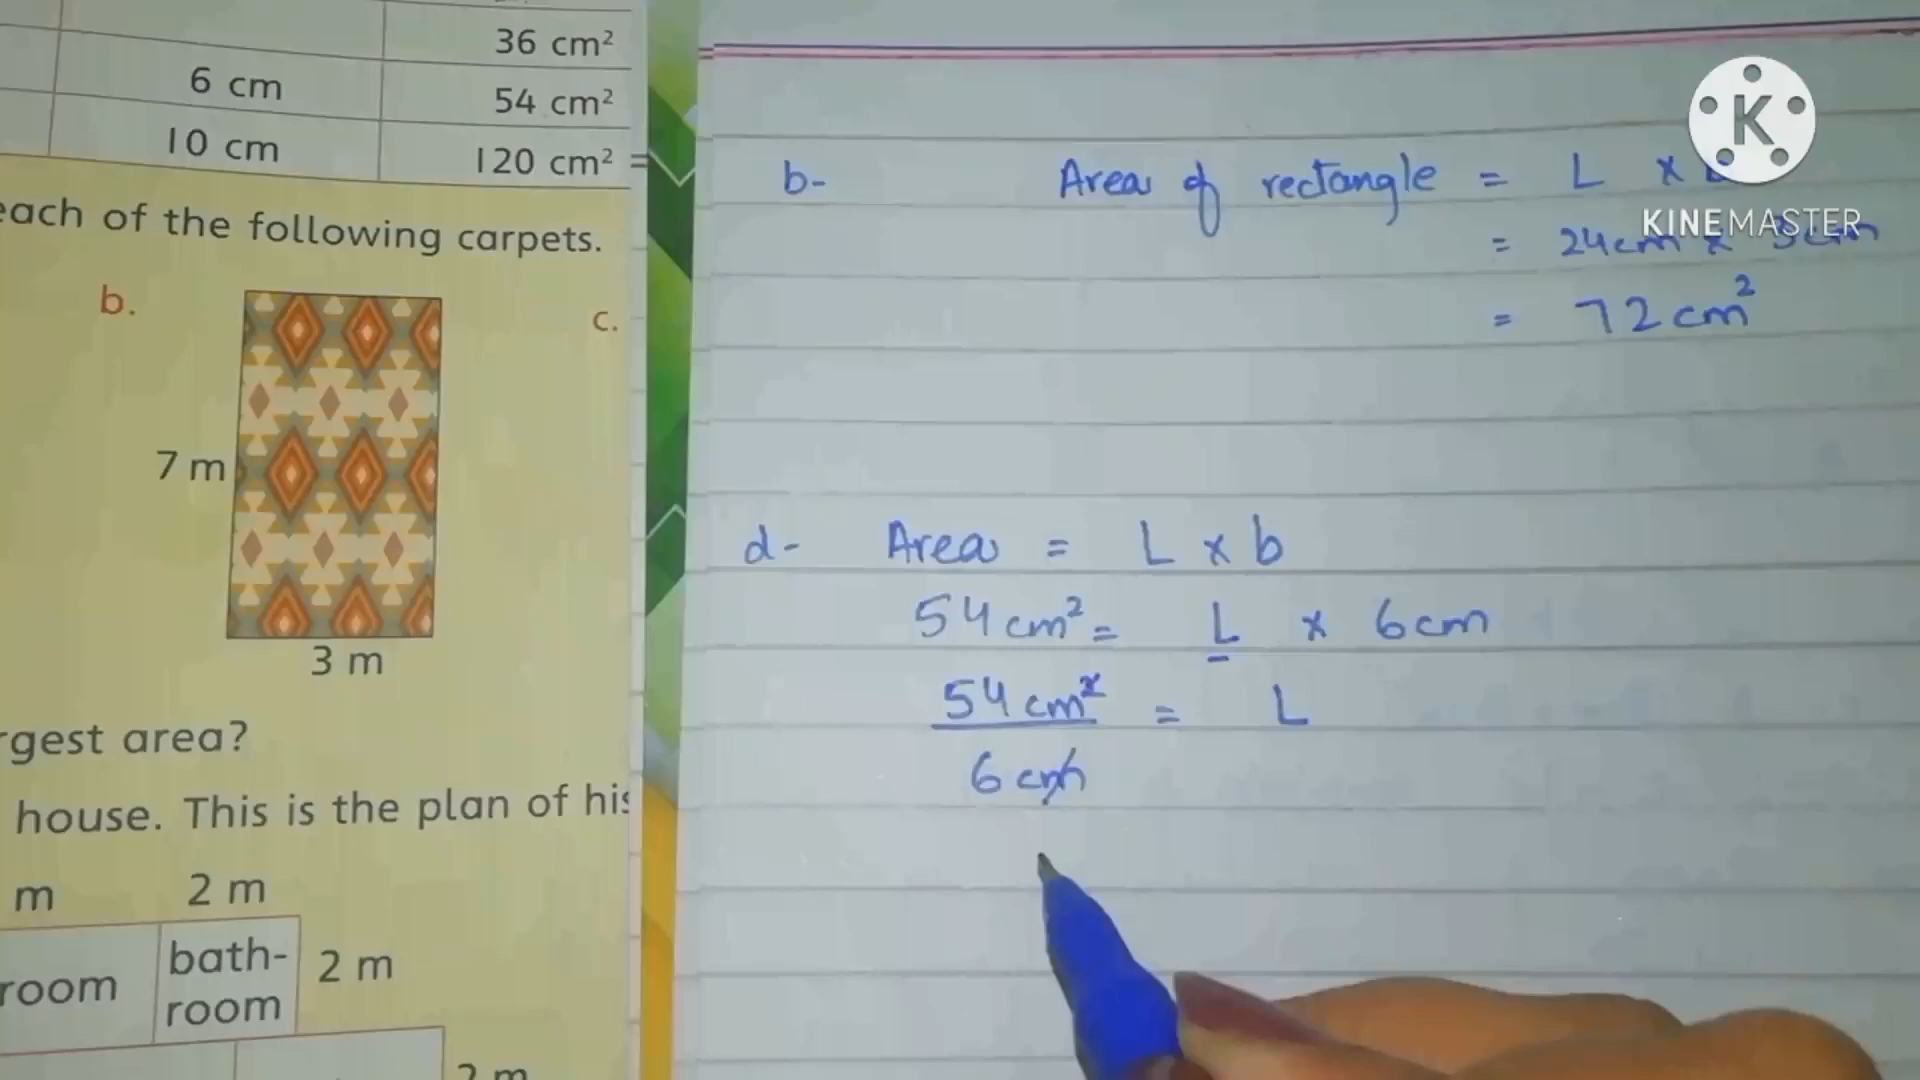 36 cm²
6 cm 54 cm²
10 cm 120 cm² =
each of the following carpets.
b.
c.
7 m
3 m
rgest area?
house. This is the plan of his
m 2 m
room bath-room 2 m
2 m
K
KINEMASTER
b- Area of rectangle = L ×
= 24cm × 3cm
= 72 cm²
d- Area = L × b
54 cm² = L × 6cm
54 cm² = L
6 cm